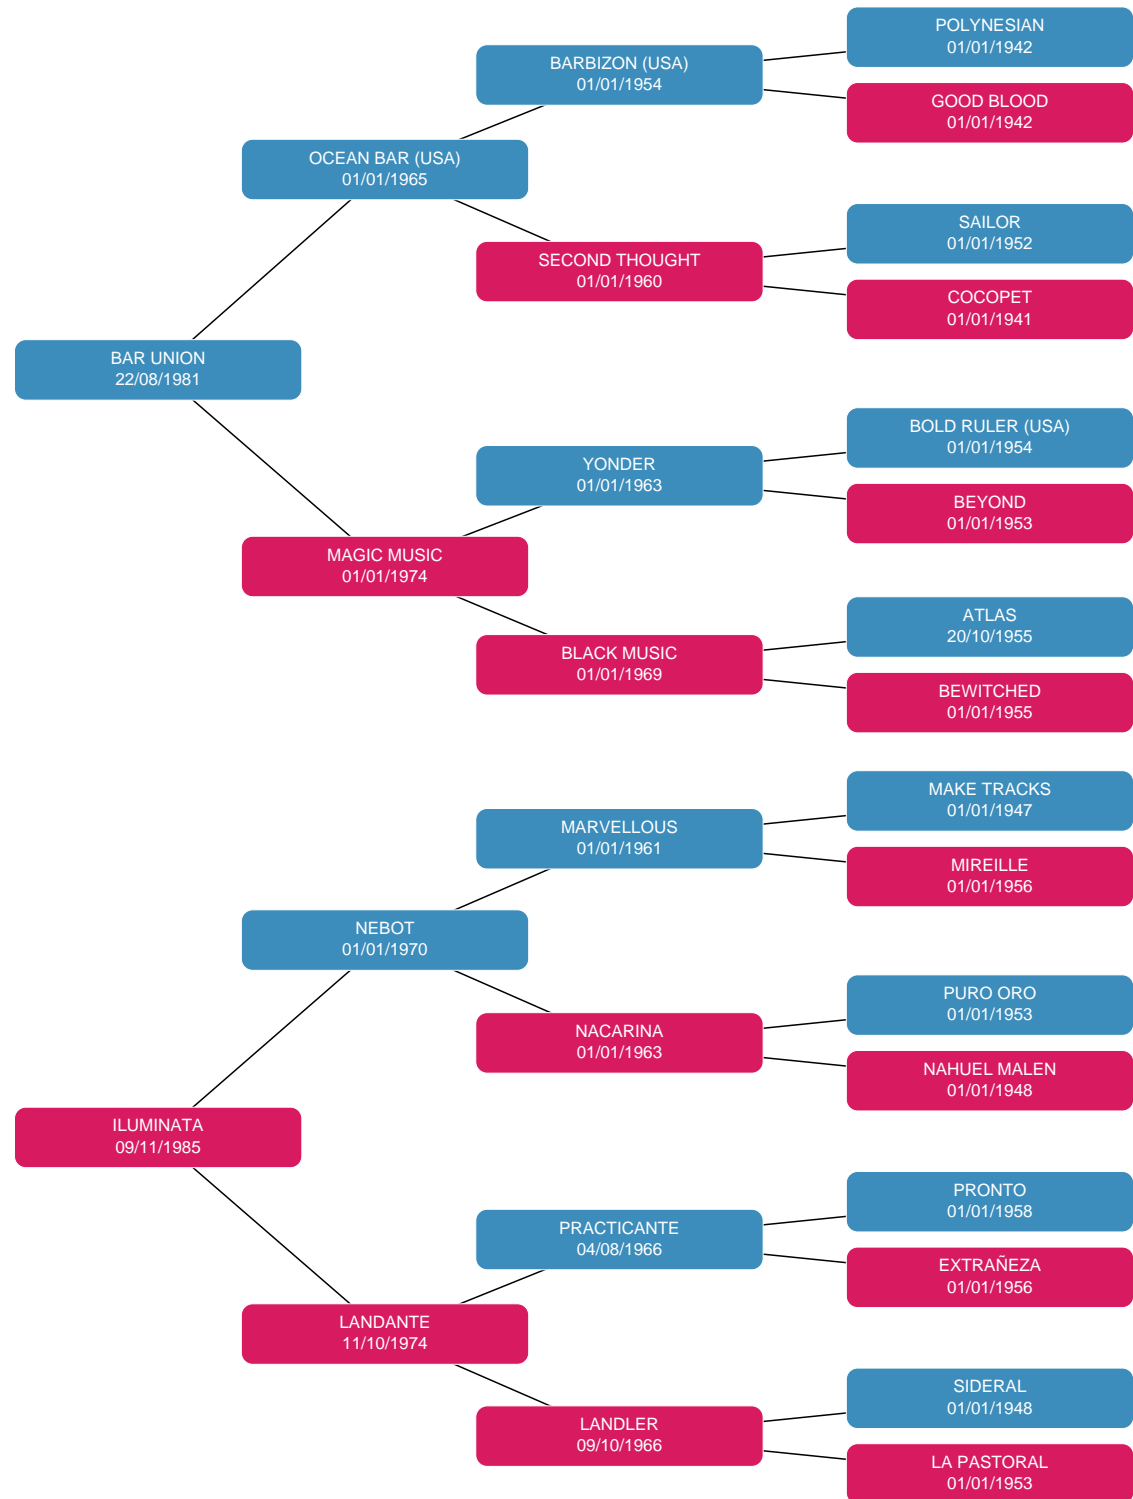 POLYNESIAN
01/01/1942
BARBIZON (USA)
01/01/1954
GOOD BLOOD
01/01/1942
OCEAN BAR (USA)
01/01/1965
SAILOR
01/01/1952
SECOND THOUGHT
01/01/1960
COCOPET
01/01/1941
BAR UNION
22/08/1981
BOLD RULER (USA)
01/01/1954
YONDER
01/01/1963
BEYOND
01/01/1953
MAGIC MUSIC
01/01/1974
ATLAS
20/10/1955
BLACK MUSIC
01/01/1969
BEWITCHED
01/01/1955
MAKE TRACKS
01/01/1947
MARVELLOUS
01/01/1961
MIREILLE
01/01/1956
NEBOT
01/01/1970
PURO ORO
01/01/1953
NACARINA
01/01/1963
NAHUEL MALEN
01/01/1948
ILUMINATA
09/11/1985
PRONTO
01/01/1958
PRACTICANTE
04/08/1966
EXTRAÑEZA
01/01/1956
LANDANTE
11/10/1974
SIDERAL
01/01/1948
LANDLER
09/10/1966
LA PASTORAL
01/01/1953